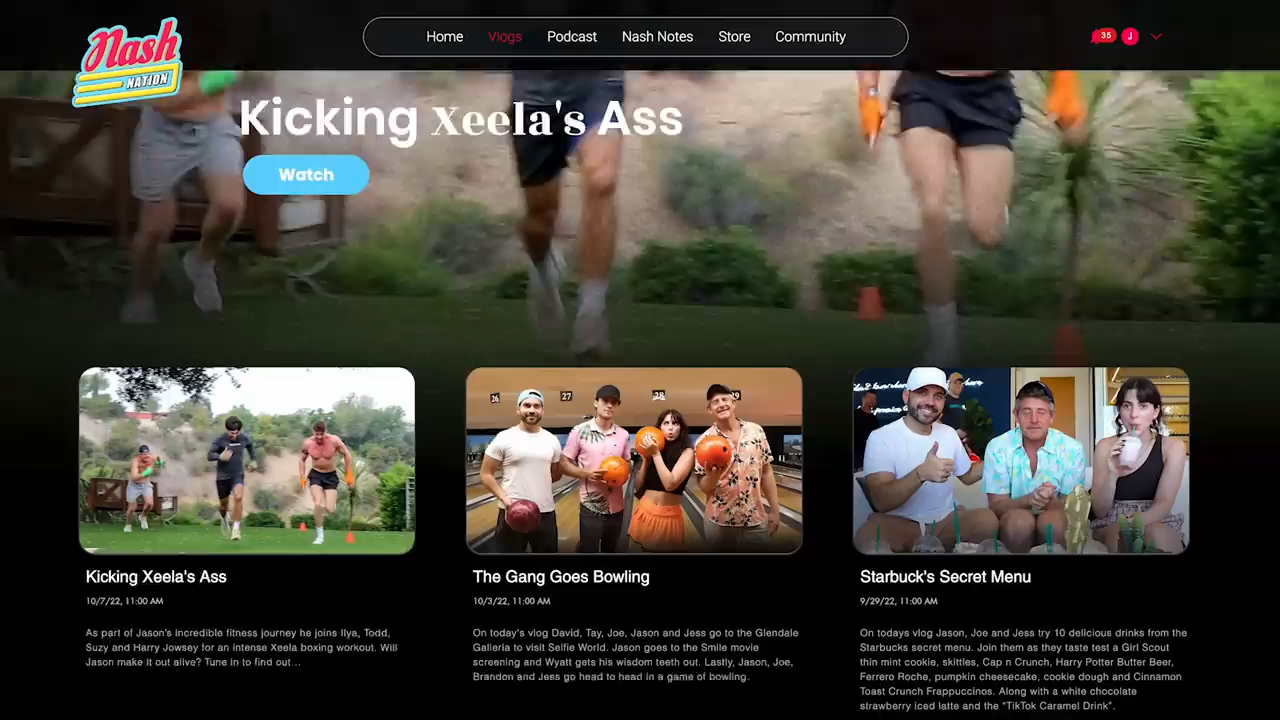 Nash
NATION
Home Vlogs Podcast Nash Notes Store Community
35 J
Kicking Xeela's Ass
Watch
26 27 28 29
Kicking Xeela's Ass
10/7/22, 11:00 AM
As part of Jason's incredible fitness journey he joins Ilya, Todd,
Suzy and Harry Jowsey for an intense Xeela boxing workout. Will
Jason make it out alive? Tune in to find out...
The Gang Goes Bowling
10/3/22, 11:00 AM
On today's vlog David, Tay, Joe, Jason and Jess go to the Glendale
Galleria to visit Selfie World. Jason goes to the Smile movie
screening and Wyatt gets his wisdom teeth out. Lastly, Jason, Joe,
Brandon and Jess go head to head in a game of bowling.
Starbuck's Secret Menu
9/29/22, 11:00 AM
On todays vlog Jason, Joe and Jess try 10 delicious drinks from the
Starbucks secret menu. Join them as they taste test a Girl Scout
thin mint cookie, skittles, Cap n Crunch, Harry Potter Butter Beer,
Ferrero Roche, pumpkin cheesecake, cookie dough and Cinnamon
Toast Crunch Frappuccinos. Along with a white chocolate
strawberry iced latte and the "TikTok Caramel Drink".